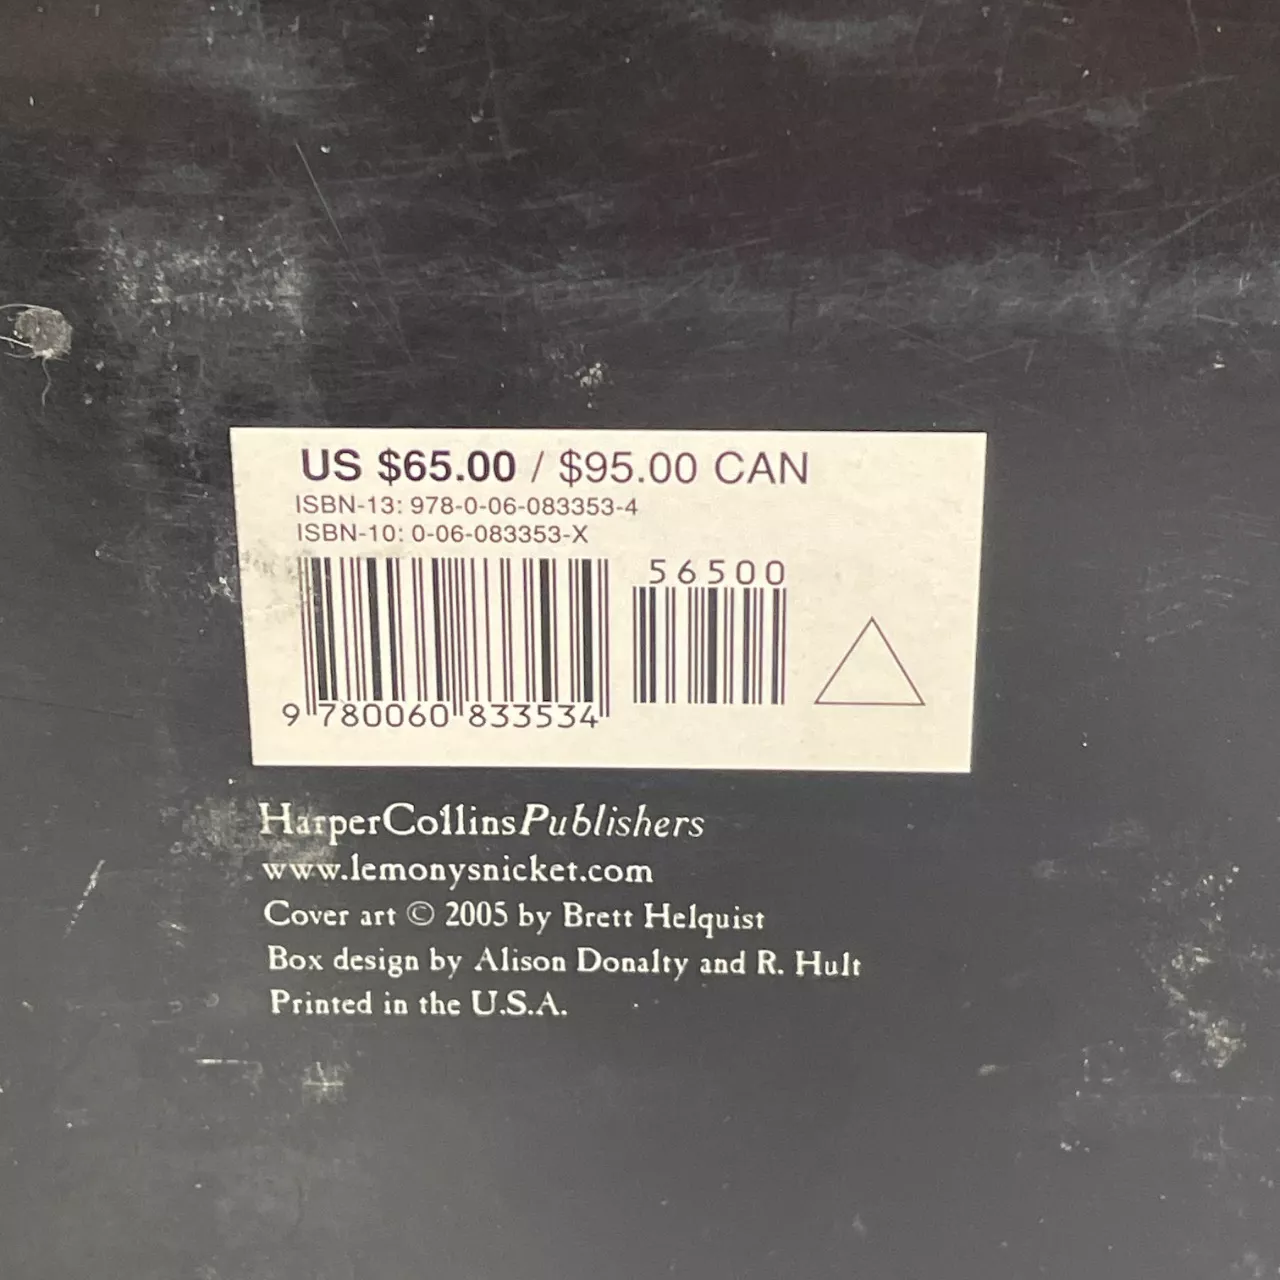 US $65.00 / $95.00 CAN
ISBN-13: 978-0-06-083353-4
ISBN-10: 0-06-083353-X
56500
9 780060 833534
HarperCollinsPublishers
www.lemonysnicket.com
Cover art © 2005 by Brett Helquist
Box design by Alison Donalty and R. Hult
Printed in the U.S.A.